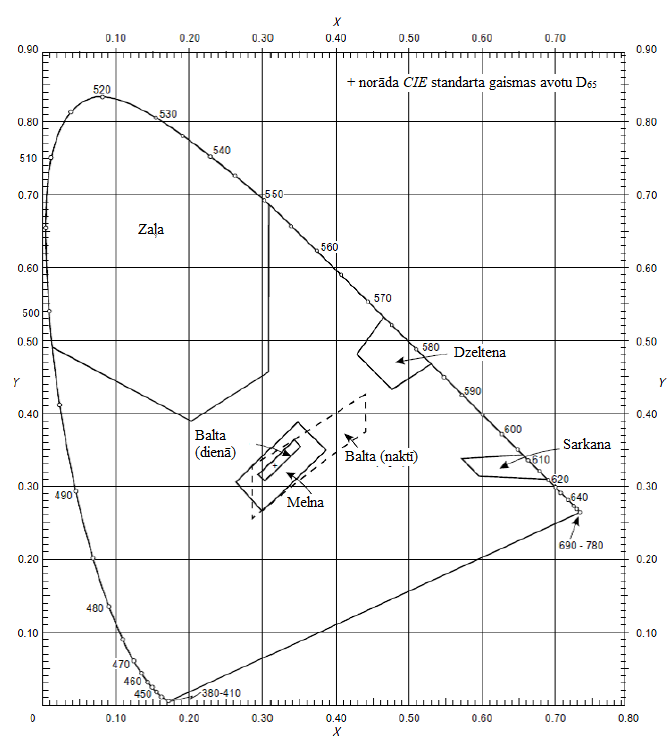 X
0.10 0.20 0.30 0.40 0.50 0.60 0.70
0.90 0.90
+ norāda CIE standarta gaismas avotu D65
520
0.80 530 0.80
540
510
0.70 550 0.70
Zaļa
560
0.60 0.60
570
500
0.50 580 0.50
Dzeltena
Y Y
590
0.40 600 0.40
Balta
(dienā)
Balta (naktī)
Sarkana
610
0.30 620 0.30
490 Melna 640
690 - 780
0.20 0.20
480
0.10 0.10
470
460
450 380-410
0 0.10 0.20 0.30 0.40 0.50 0.60 0.70 0.80
X